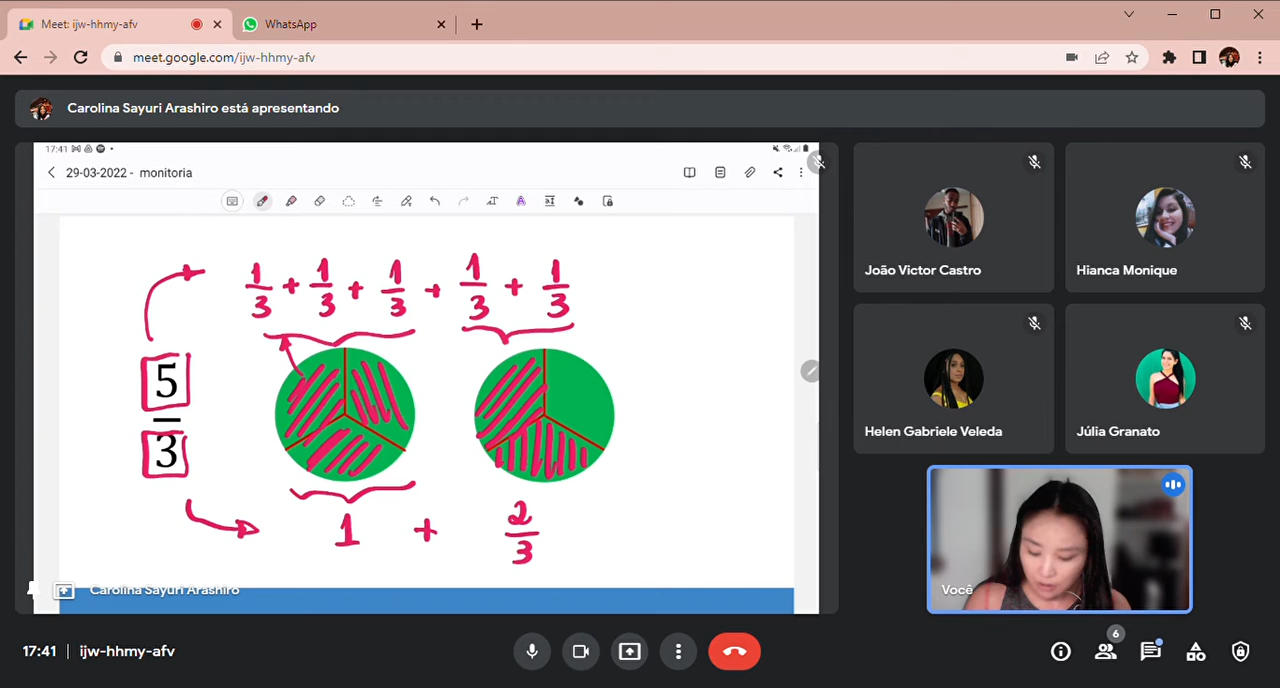 Meet: ijw-hhmy-afv
WhatsApp
meet.google.com/ijw-hhmy-afv
Carolina Sayuri Arashiro está apresentando
17:41
29-03-2022 - monitoria
1/3 + 1/3 + 1/3 + 1/3 + 1/3
5/3
1 + 2/3
Carolina Sayuri Arashiro
João Victor Castro
Hianca Monique
Helen Gabriele Veleda
Júlia Granato
Você
17:41 | ijw-hhmy-afv
6